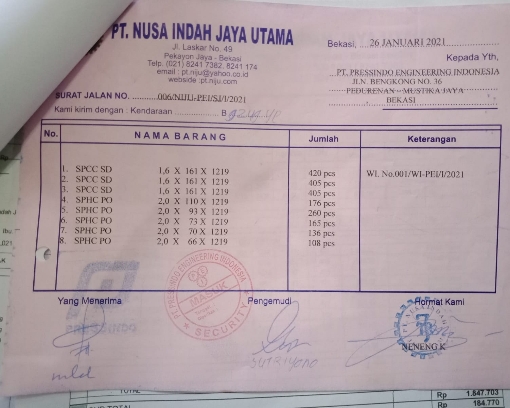 PT. NUSA INDAH JAYA UTAMA
Jl. Laskar No. 49
Pekayon Jaya - Bekasi
Telp. (021) 8241 7382, 8241 174
email : pt.niju@yahoo.co.id
webside : pt.niju.com
Bekasi, 26 JANUARI 2021
Kepada Yth,
PT. PRESSINDO ENGINEERING INDONESIA
JLN. BENGKONG NO. 36
PEDURENAN - MUSTIKA JAYA
BEKASI
SURAT JALAN NO. 006/NIJU-PEI/SJ/I/2021
Kami kirim dengan : Kendaraan B
No. NAMA BARANG Jumlah Keterangan
1. SPCC SD 1,6 X 161 X 1219 420 pcs WI. No.001/WI-PEI/I/2021
2. SPCC SD 1,6 X 161 X 1219 405 pcs
3. SPCC SD 1,6 X 161 X 1219 405 pcs
4. SPHC PO 2,0 X 110 X 1219 176 pcs
5. SPHC PO 2,0 X 93 X 1219 260 pcs
6. SPHC PO 2,0 X 73 X 1219 165 pcs
7. SPHC PO 2,0 X 70 X 1219 136 pcs
8. SPHC PO 2,0 X 66 X 1219 108 pcs
PT. PRESSINDO ENGINEERING INDONESIA
MASUK
SECURITY
Yang Menerima Pengemudi Hormat Kami
PRESSINDO
NENENG.K
TOTAL Rp 1.847.703
SUB TOTAL Rp 184.770